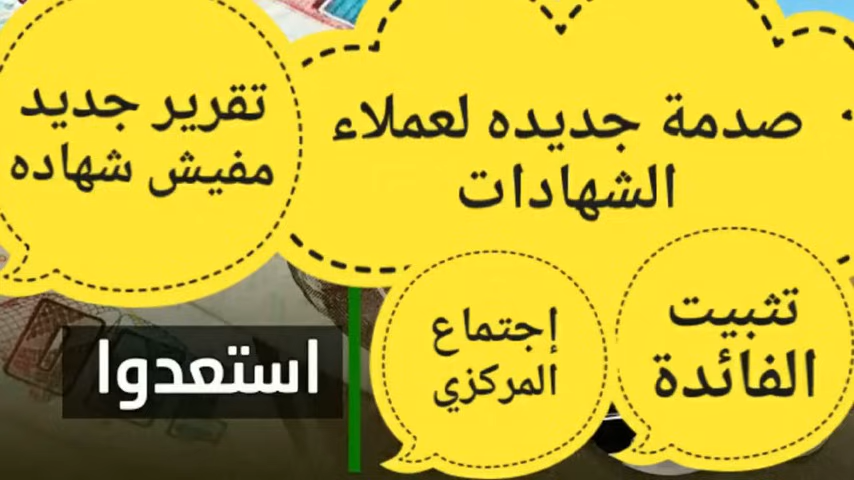 صدمة جديده لعملاء
الشهادات
تقرير جديد
مفيش شهاده
تثبيت
الفائدة
إجتماع
المركزي
استعدوا